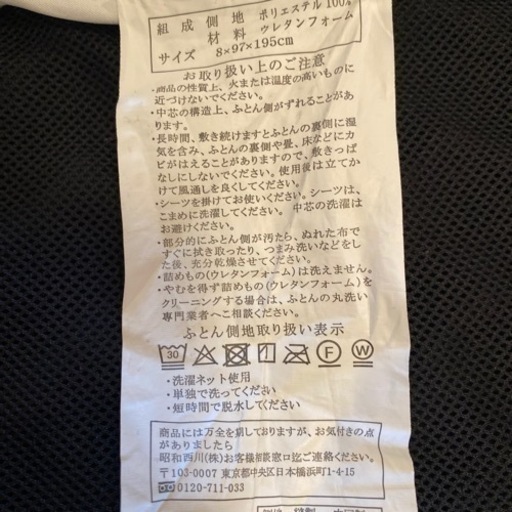 組成 側地 ポリエステル 100%
材料 ウレタンフォーム
サイズ 8×97×195cm
お取り扱い上のご注意
・商品の性質上、火または温度の高いものに
近づけないでください。
・中芯の構造上、ふとん側がずれることがあ
ります。
・長時間、敷き続けますとふとんの裏側に湿
気を含み、ふとんの裏側や畳、床などにカ
ビがはえることがありますので、敷きっぱ
なしにしないでください。使用後は立てか
けて風通しを良くしてください。
・シーツを掛けてお使いください。シーツは、
こまめに洗濯してください。中芯の洗濯は
お避けください。
・部分的にふとん側が汚たら、ぬれた布で
すぐに拭き取ったり、つまみ洗いなどをし
た後、充分乾燥させてください。
・詰めもの(ウレタンフォーム)は洗えません。
・やむを得ず詰めもの(ウレタンフォーム)を
クリーニングする場合は、ふとんの丸洗い
専門業者へご相談ください。
ふとん側地取り扱い表示
30 F W
・洗濯ネット使用
・単独で洗ってください
・短時間で脱水してください
商品には万全を期しておりますが、お気付きの点
がありましたら
昭和西川(株)お客様相談窓口迄ご連絡ください。
〒103-0007 東京都中央区日本橋浜町1-4-15
0120-711-033